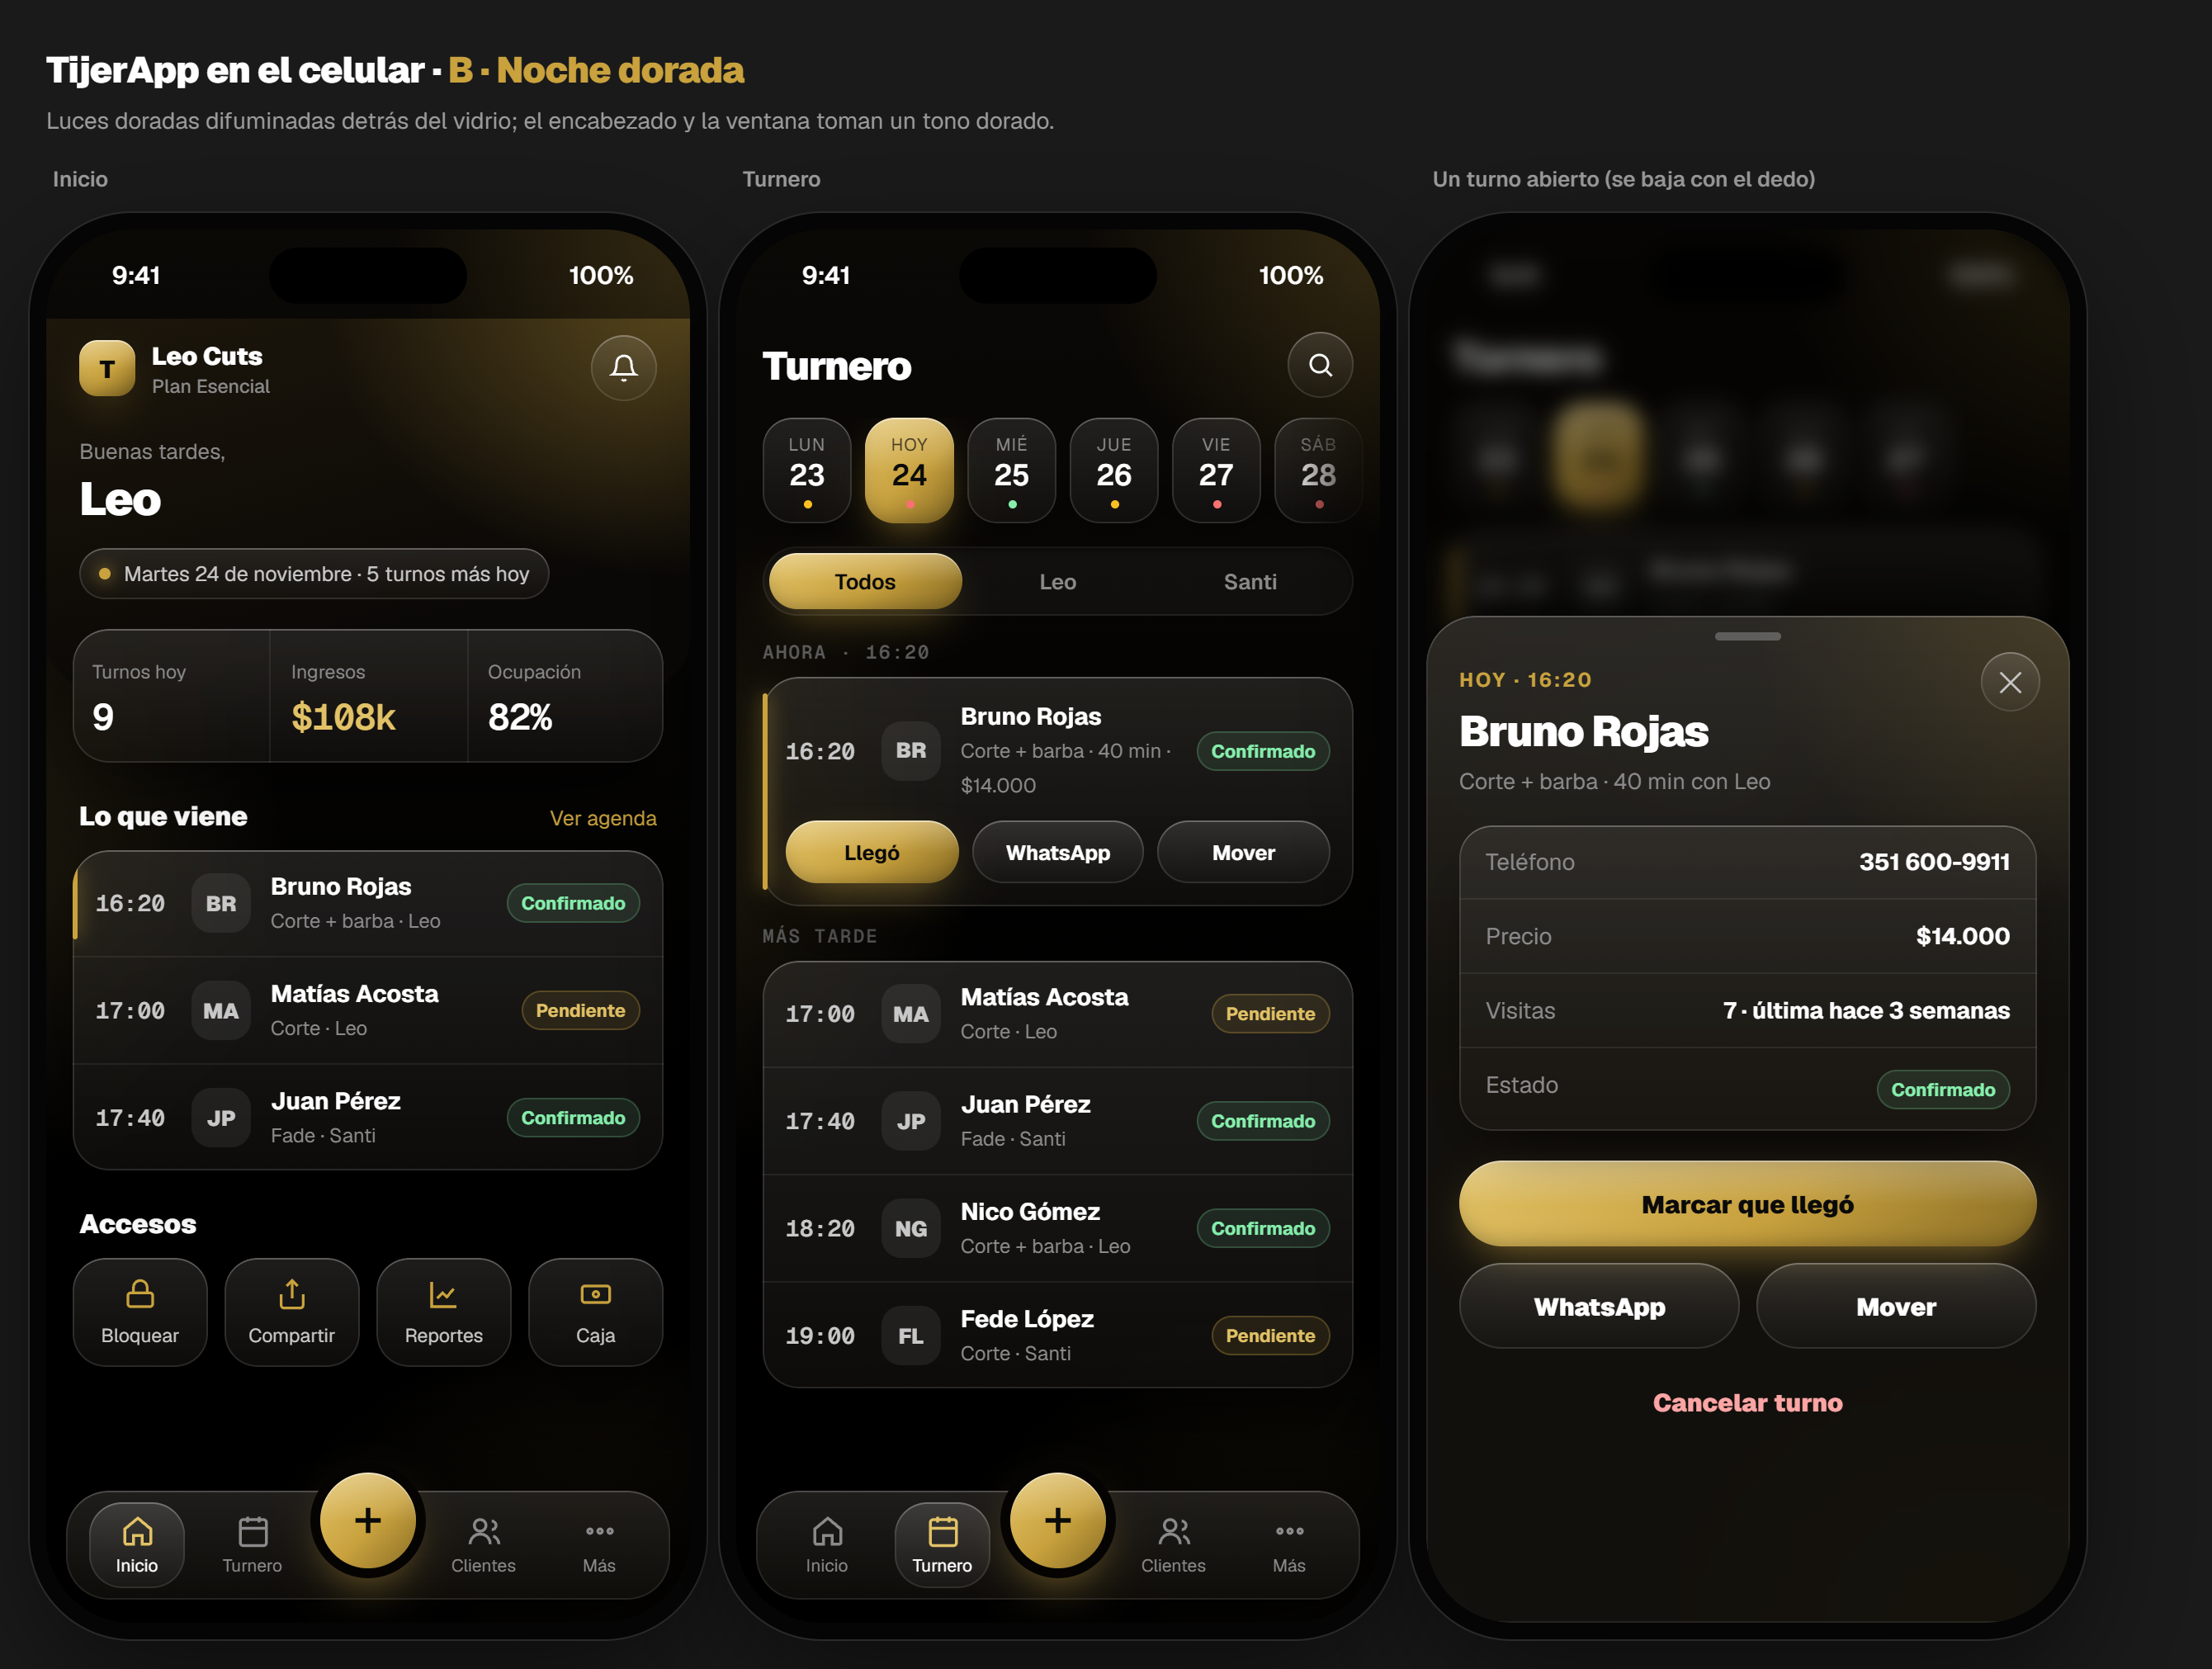 TijerApp en el celular · B · Noche dorada
Luces doradas difuminadas detrás del vidrio; el encabezado y la ventana toman un tono dorado.
Inicio
9:41
100%
T
Leo Cuts
Plan Esencial
Buenas tardes,
Leo
Martes 24 de noviembre · 5 turnos más hoy
Turnos hoy
9
Ingresos
$108k
Ocupación
82%
Lo que viene
Ver agenda
16:20
BR
Bruno Rojas
Corte + barba · Leo
Confirmado
17:00
MA
Matías Acosta
Corte · Leo
Pendiente
17:40
JP
Juan Pérez
Fade · Santi
Confirmado
Accesos
Bloquear
Compartir
Reportes
Caja
Inicio
Turnero
+
Clientes
Más
Turnero
9:41
100%
Turnero
LUN
23
HOY
24
MIÉ
25
JUE
26
VIE
27
SÁB
28
Todos
Leo
Santi
AHORA · 16:20
16:20
BR
Bruno Rojas
Corte + barba · 40 min ·
$14.000
Confirmado
Llegó
WhatsApp
Mover
MÁS TARDE
17:00
MA
Matías Acosta
Corte · Leo
Pendiente
17:40
JP
Juan Pérez
Fade · Santi
Confirmado
18:20
NG
Nico Gómez
Corte + barba · Leo
Confirmado
19:00
FL
Fede López
Corte · Santi
Pendiente
Inicio
Turnero
+
Clientes
Más
Un turno abierto (se baja con el dedo)
Turnero
Bruno Rojas
HOY · 16:20
Bruno Rojas
Corte + barba · 40 min con Leo
Teléfono
351 600-9911
Precio
$14.000
Visitas
7 · última hace 3 semanas
Estado
Confirmado
Marcar que llegó
WhatsApp
Mover
Cancelar turno